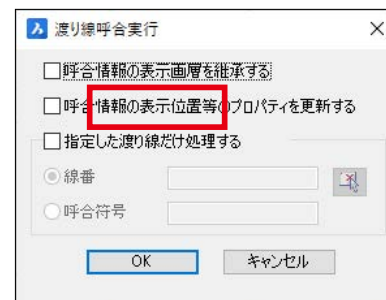 渡り線呼合実行
呼合情報の表示画層を継承する
呼合情報の表示位置等のプロパティを更新する
指定した渡り線だけ処理する
線番
呼合符号
OK キャンセル